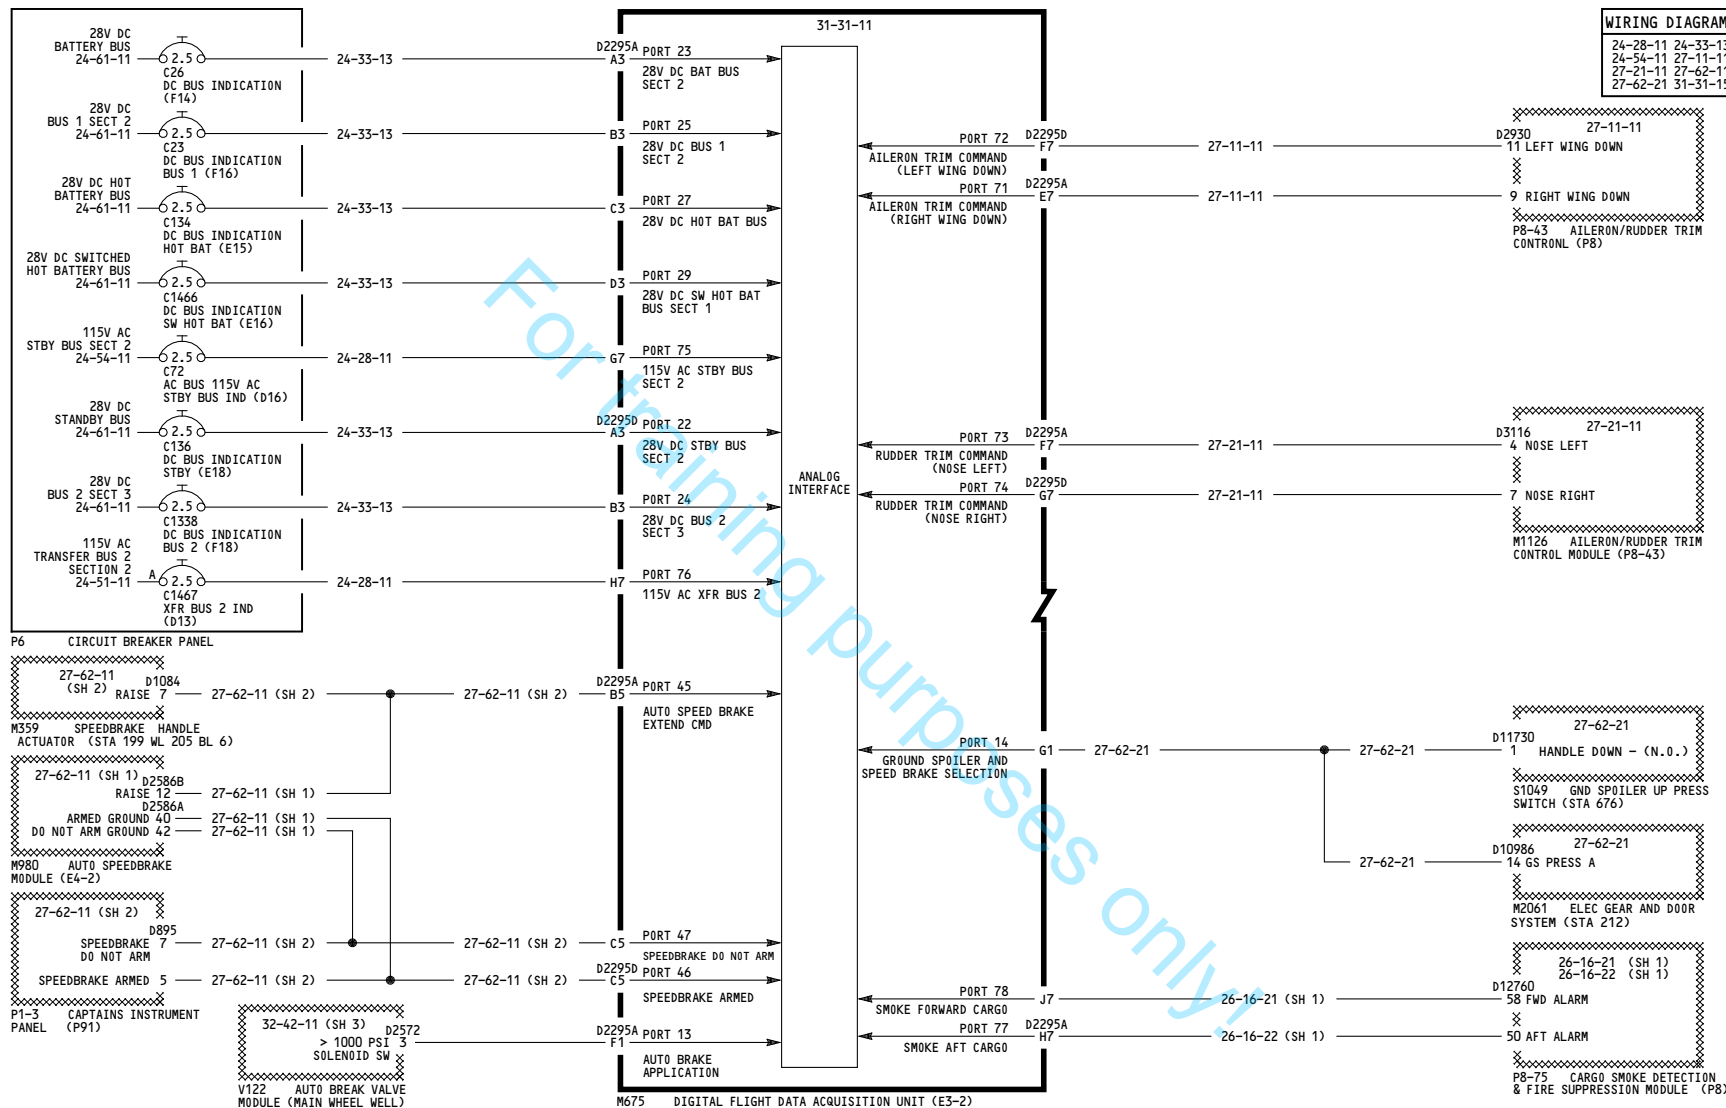 31-31-11
WIRING DIAGRAM
24-28-11 24-33-13
24-54-11 27-11-11
27-21-11 27-62-11
27-62-21 31-31-15
28V DC
BATTERY BUS
24-61-11
2.5
C26
DC BUS INDICATION
(F14)
24-33-13
D2295A
A3
PORT 23
28V DC BAT BUS
SECT 2
28V DC
BUS 1 SECT 2
24-61-11
2.5
C23
DC BUS INDICATION
BUS 1 (F16)
24-33-13
B3
PORT 25
28V DC BUS 1
SECT 2
28V DC HOT
BATTERY BUS
24-61-11
2.5
C134
DC BUS INDICATION
HOT BAT (E15)
24-33-13
C3
PORT 27
28V DC HOT BAT BUS
28V DC SWITCHED
HOT BATTERY BUS
24-61-11
2.5
C1466
DC BUS INDICATION
SW HOT BAT (E16)
24-33-13
D3
PORT 29
28V DC SW HOT BAT
BUS SECT 1
115V AC
STBY BUS SECT 2
24-54-11
2.5
C72
AC BUS 115V AC
STBY BUS IND (D16)
24-28-11
G7
PORT 75
115V AC STBY BUS
SECT 2
28V DC
STANDBY BUS
24-61-11
2.5
C136
DC BUS INDICATION
STBY (E18)
24-33-13
D2295D
A3
PORT 22
28V DC STBY BUS
SECT 2
28V DC
BUS 2 SECT 3
24-61-11
2.5
C1338
DC BUS INDICATION
BUS 2 (F18)
24-33-13
B3
PORT 24
28V DC BUS 2
SECT 3
115V AC
TRANSFER BUS 2
SECTION 2
24-51-11
A
2.5
C1467
XFR BUS 2 IND
(D13)
24-28-11
H7
PORT 76
115V AC XFR BUS 2
P6 CIRCUIT BREAKER PANEL
27-62-11
(SH 2)
D1084
RAISE 7
27-62-11 (SH 2)
27-62-11 (SH 2)
D2295A
B5
PORT 45
AUTO SPEED BRAKE
EXTEND CMD
M359 SPEEDBRAKE HANDLE
ACTUATOR (STA 199 WL 205 BL 6)
27-62-11 (SH 1)
D2586B
RAISE 12
27-62-11 (SH 1)
D2586A
ARMED GROUND 40
27-62-11 (SH 1)
DO NOT ARM GROUND 42
27-62-11 (SH 1)
M980 AUTO SPEEDBRAKE
MODULE (E4-2)
27-62-11 (SH 2)
D895
SPEEDBRAKE 7
DO NOT ARM
27-62-11 (SH 2)
27-62-11 (SH 2)
C5
PORT 47
SPEEDBRAKE DO NOT ARM
SPEEDBRAKE ARMED 5
27-62-11 (SH 2)
27-62-11 (SH 2)
D2295D
C5
PORT 46
SPEEDBRAKE ARMED
P1-3 CAPTAINS INSTRUMENT
PANEL (P91)
32-42-11 (SH 3)
D2572
> 1000 PSI 3
SOLENOID SW
D2295A
F1
PORT 13
AUTO BRAKE
APPLICATION
V122 AUTO BREAK VALVE
MODULE (MAIN WHEEL WELL)
ANALOG
INTERFACE
M675 DIGITAL FLIGHT DATA ACQUISITION UNIT (E3-2)
PORT 72
AILERON TRIM COMMAND
(LEFT WING DOWN)
D2295D
F7
27-11-11
D2930
11 LEFT WING DOWN
27-11-11
PORT 71
AILERON TRIM COMMAND
(RIGHT WING DOWN)
D2295A
E7
27-11-11
9 RIGHT WING DOWN
P8-43 AILERON/RUDDER TRIM
CONTRONL (P8)
PORT 73
RUDDER TRIM COMMAND
(NOSE LEFT)
D2295A
F7
27-21-11
D3116
4 NOSE LEFT
27-21-11
PORT 74
RUDDER TRIM COMMAND
(NOSE RIGHT)
D2295D
G7
27-21-11
7 NOSE RIGHT
M1126 AILERON/RUDDER TRIM
CONTROL MODULE (P8-43)
PORT 14
GROUND SPOILER AND
SPEED BRAKE SELECTION
G1
27-62-21
27-62-21
D11730
1 HANDLE DOWN - (N.O.)
27-62-21
S1049 GND SPOILER UP PRESS
SWITCH (STA 676)
27-62-21
D10986
14 GS PRESS A
27-62-21
M2061 ELEC GEAR AND DOOR
SYSTEM (STA 212)
26-16-21 (SH 1)
26-16-22 (SH 1)
PORT 78
SMOKE FORWARD CARGO
J7
26-16-21 (SH 1)
D12760
58 FWD ALARM
PORT 77
SMOKE AFT CARGO
D2295A
H7
26-16-22 (SH 1)
50 AFT ALARM
P8-75 CARGO SMOKE DETECTION
& FIRE SUPPRESSION MODULE (P8)
For training purposes only!